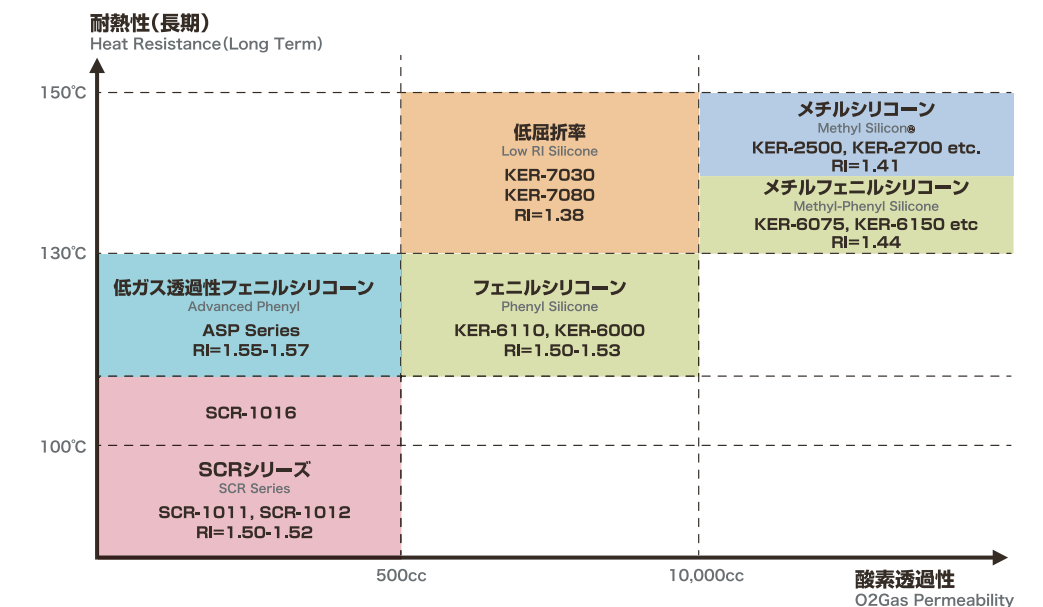 耐熱性(長期)
Heat Resistance(Long Term)
150℃
低屈折率
Low RI Silicone
KER-7030
KER-7080
RI=1.38
メチルシリコーン
Methyl Silicone
KER-2500, KER-2700 etc.
RI=1.41
メチルフェニルシリコーン
Methyl-Phenyl Silicone
KER-6075, KER-6150 etc
RI=1.44
130℃
低ガス透過性フェニルシリコーン
Advanced Phenyl
ASP Series
RI=1.55-1.57
フェニルシリコーン
Phenyl Silicone
KER-6110, KER-6000
RI=1.50-1.53
SCR-1016
100℃
SCRシリーズ
SCR Series
SCR-1011, SCR-1012
RI=1.50-1.52
500cc
10,000cc
酸素透過性
O2Gas Permeability